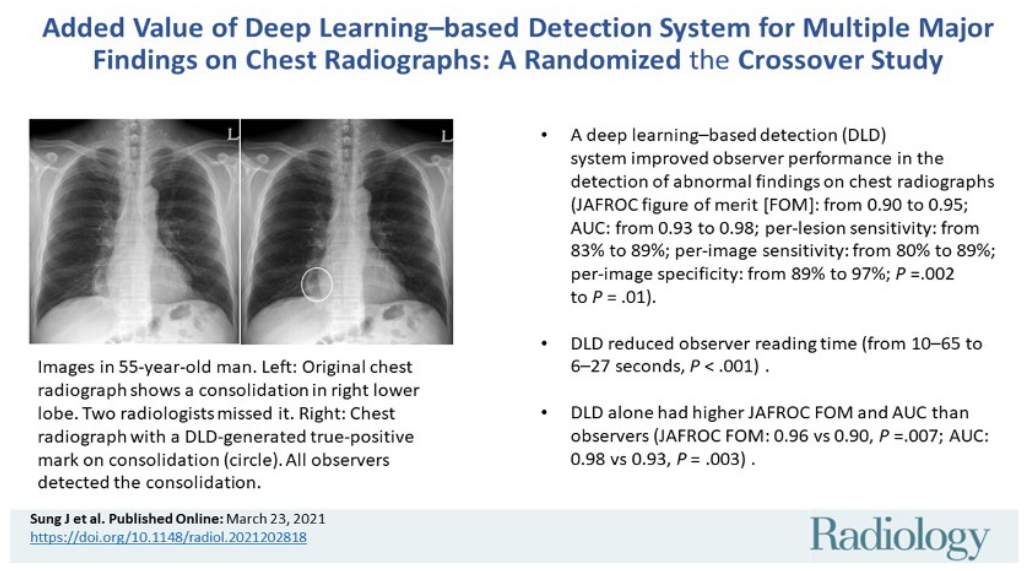 Added Value of Deep Learning–based Detection System for Multiple Major
Findings on Chest Radiographs: A Randomized the Crossover Study
L
L
Images in 55-year-old man. Left: Original chest
radiograph shows a consolidation in right lower
lobe. Two radiologists missed it. Right: Chest
radiograph with a DLD-generated true-positive
mark on consolidation (circle). All observers
detected the consolidation.
• A deep learning–based detection (DLD)
system improved observer performance in the
detection of abnormal findings on chest radiographs
(JAFROC figure of merit [FOM]: from 0.90 to 0.95;
AUC: from 0.93 to 0.98; per-lesion sensitivity: from
83% to 89%; per-image sensitivity: from 80% to 89%;
per-image specificity: from 89% to 97%; P =.002
to P = .01).
• DLD reduced observer reading time (from 10–65 to
6–27 seconds, P < .001) .
• DLD alone had higher JAFROC FOM and AUC than
observers (JAFROC FOM: 0.96 vs 0.90, P =.007; AUC:
0.98 vs 0.93, P = .003) .
Sung J et al. Published Online: March 23, 2021
https://doi.org/10.1148/radiol.2021202818
Radiology